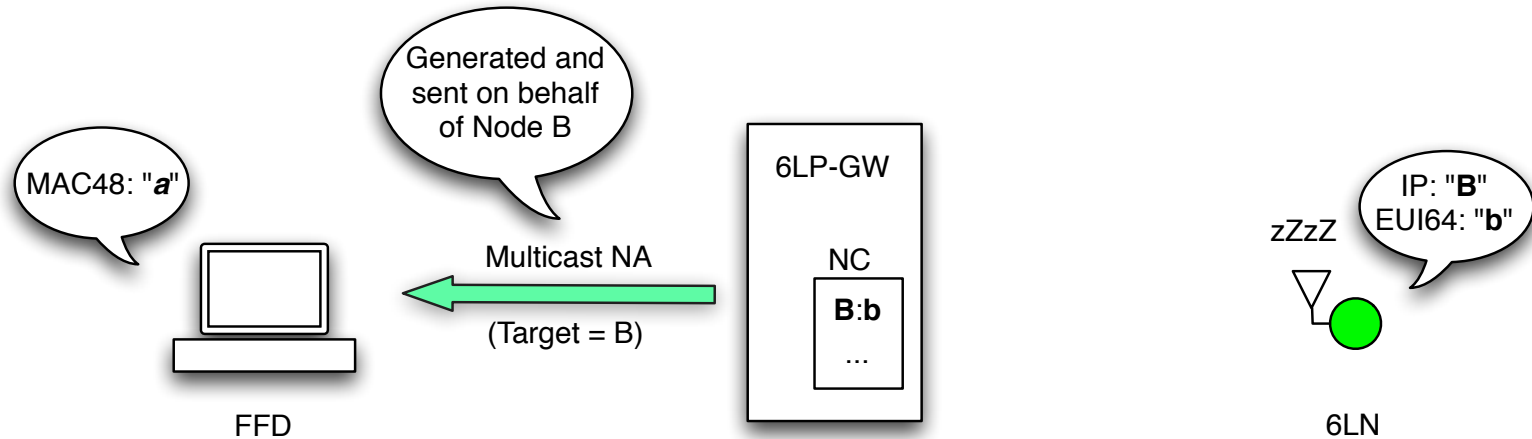 Generated and
sent on behalf
of Node B
MAC48: "a"
6LP-GW
IP: "B"
EUI64: "b"
zZzZ
Multicast NA
NC
B:b
(Target = B)
...
FFD
6LN